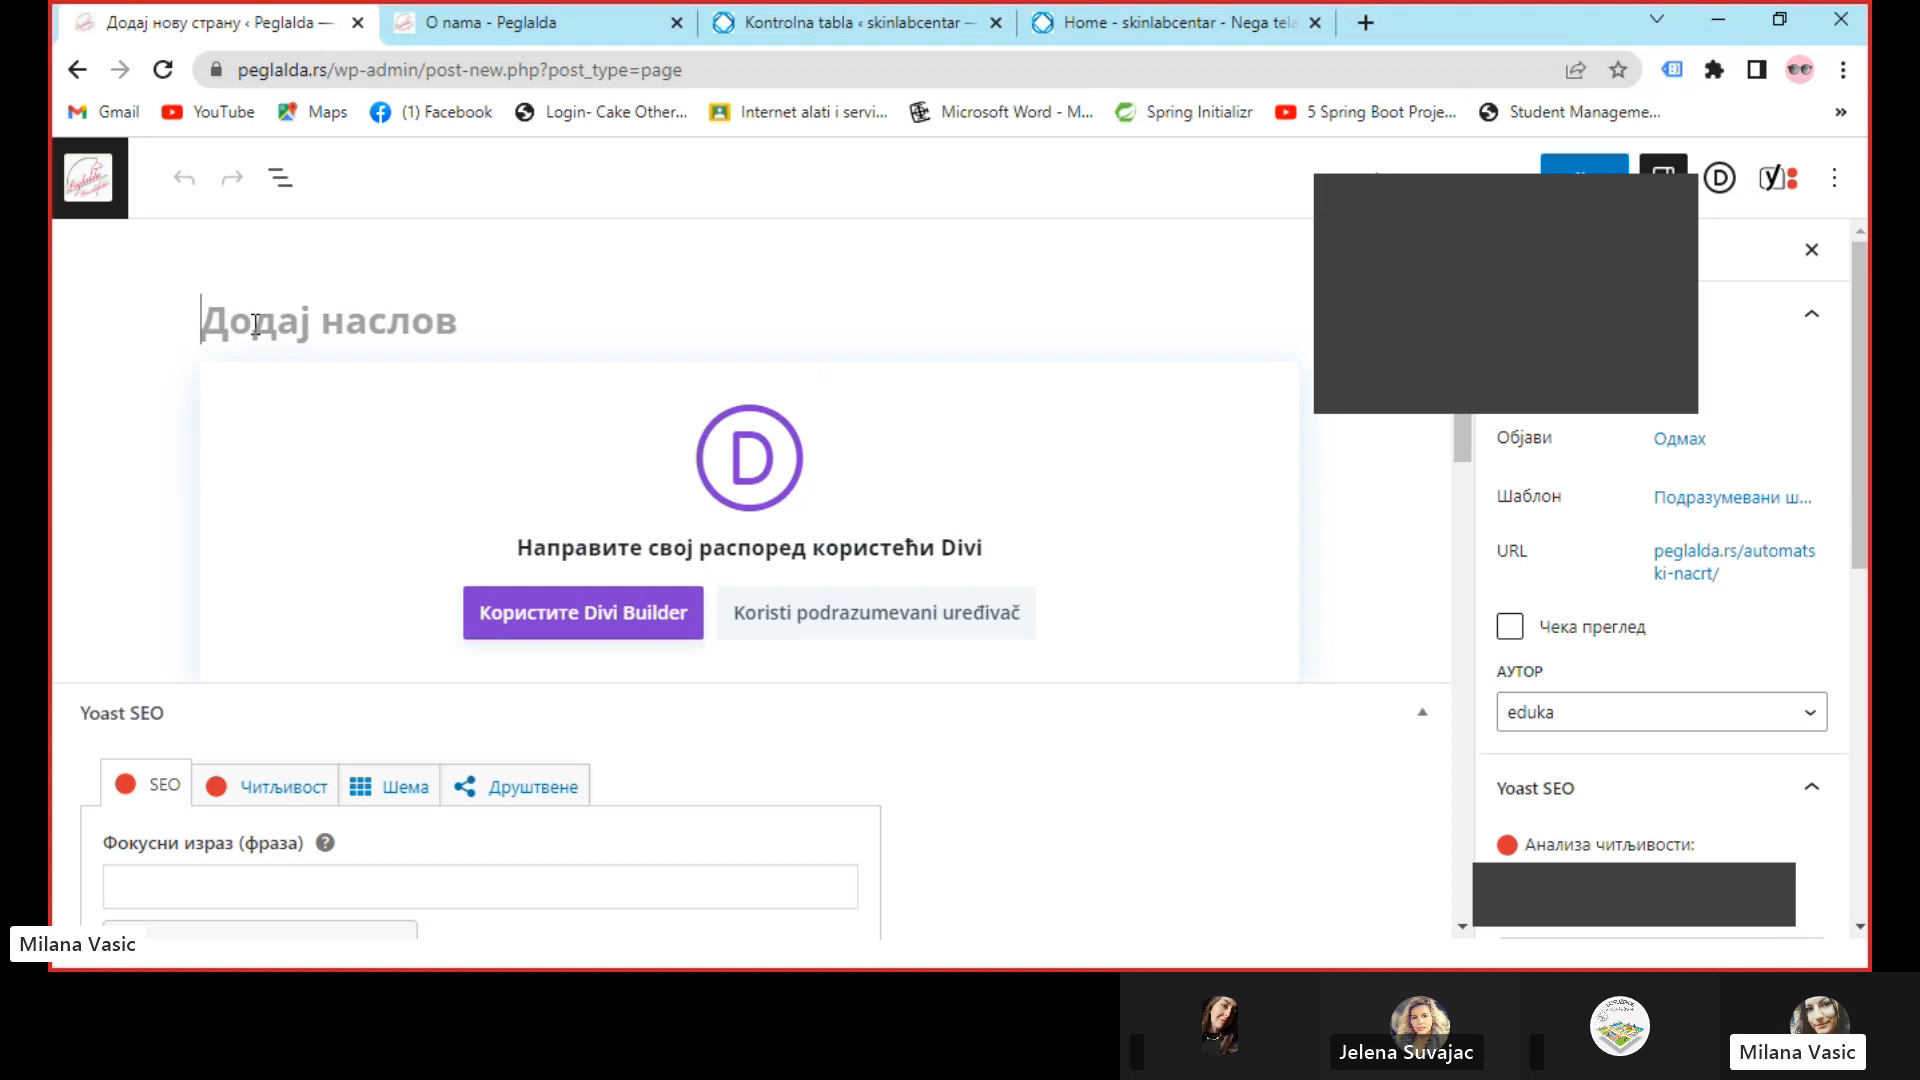 Додај нову страну ‹ Peglalda —
O nama - Peglalda
Kontrolna tabla ‹ skinlabcentar —
Home - skinlabcentar - Nega tela
peglalda.rs/wp-admin/post-new.php?post_type=page
Gmail
YouTube
Maps
(1) Facebook
Login- Cake Other...
Internet alati i servi...
Microsoft Word - M...
Spring Initializr
5 Spring Boot Proje...
Student Manageme...
»
Додај наслов
D
Направите свој распоред користећи Divi
Користите Divi Builder
Koristi podrazumevani uređivač
Објави
Одмах
Шаблон
Подразумевани ш...
URL
peglalda.rs/automats
ki-nacrt/
Чека преглед
АУТОР
eduka
Yoast SEO
Анализа читљивости:
Yoast SEO
SEO
Читљивост
Шема
Друштвене
Фокусни израз (фраза)
Milana Vasic
Jelena Suvajac
Milana Vasic